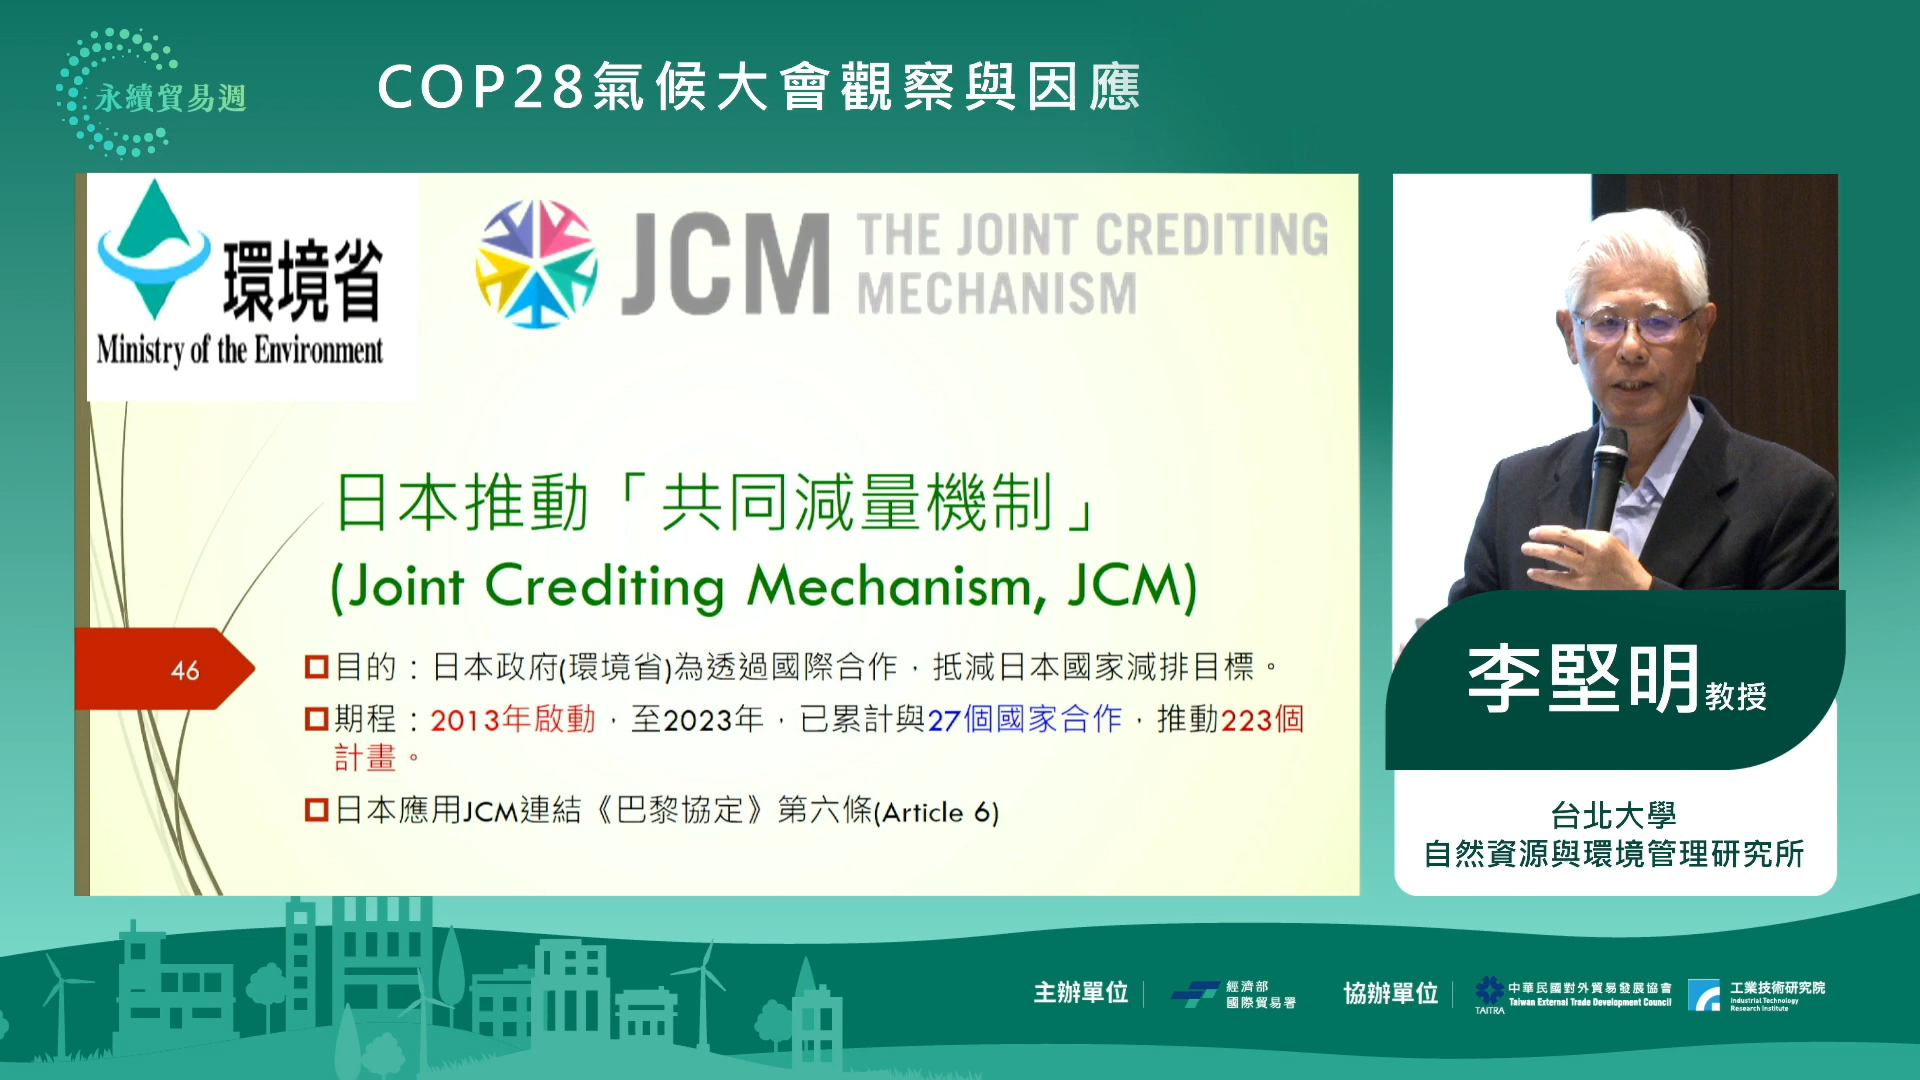 永續貿易週
COP28氣候大會觀察與因應
環境省
Ministry of the Environment
JCM THE JOINT CREDITING
MECHANISM
日本推動「共同減量機制」
(Joint Crediting Mechanism, JCM)
46
目的：日本政府(環境省)為透過國際合作，抵減日本國家減排目標。
期程：2013年啟動，至2023年，已累計與27個國家合作，推動223個
計畫。
日本應用JCM連結《巴黎協定》第六條(Article 6)
李堅明教授
台北大學
自然資源與環境管理研究所
主辦單位
經濟部
國際貿易署
協辦單位
TAITRA
中華民國對外貿易發展協會
Taiwan External Trade Development Council
工業技術研究院
Industrial Technology
Research Institute